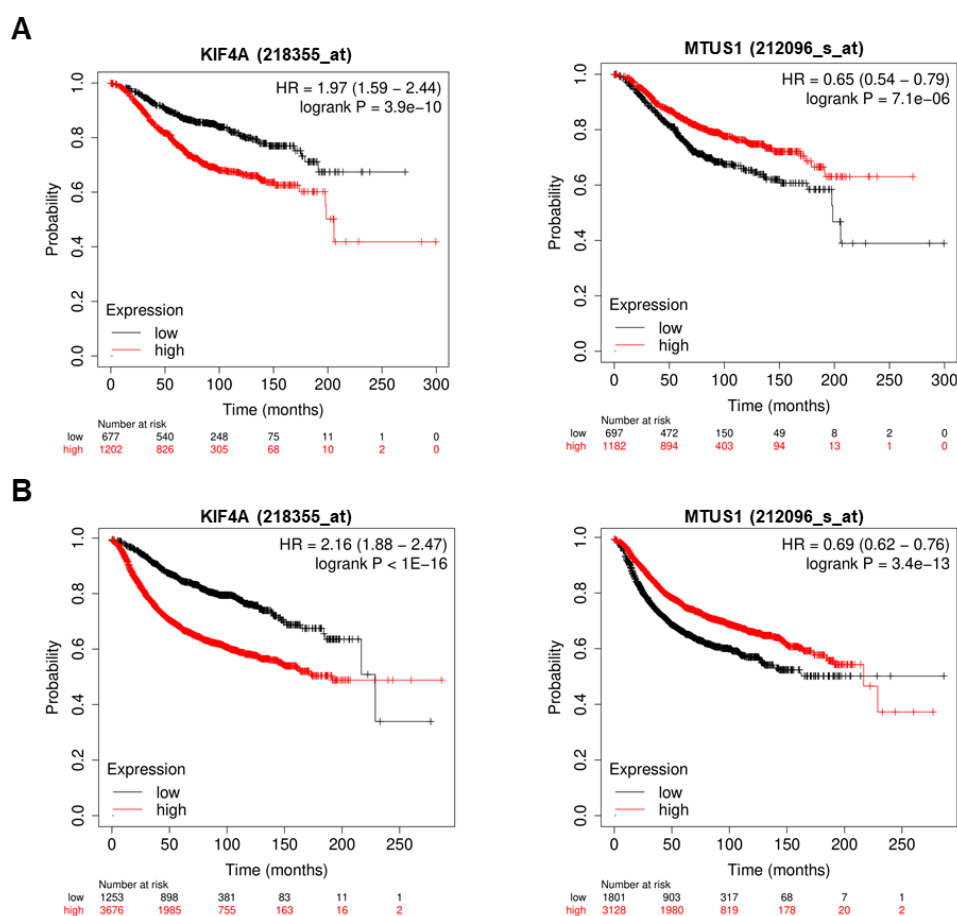 A
KIF4A (218355_at)
HR = 1.97 (1.59 − 2.44)
logrank P = 3.9e−10
Probability
0.0 0.2 0.4 0.6 0.8 1.0
Expression
low
high
0 50 100 150 200 250 300
Time (months)
Number at risk
low 677 540 248 75 11 1 0
high 1202 826 305 68 10 2 0
MTUS1 (212096_s_at)
HR = 0.65 (0.54 − 0.79)
logrank P = 7.1e−06
Probability
0.0 0.2 0.4 0.6 0.8 1.0
Expression
low
high
0 50 100 150 200 250 300
Time (months)
Number at risk
low 697 472 150 49 8 2 0
high 1182 894 403 94 13 1 0
B
KIF4A (218355_at)
HR = 2.16 (1.88 − 2.47)
logrank P < 1E−16
Probability
0.0 0.2 0.4 0.6 0.8 1.0
Expression
low
high
0 50 100 150 200 250
Time (months)
Number at risk
low 1253 898 381 83 11 1
high 3676 1985 755 163 16 2
MTUS1 (212096_s_at)
HR = 0.69 (0.62 − 0.76)
logrank P = 3.4e−13
Probability
0.0 0.2 0.4 0.6 0.8 1.0
Expression
low
high
0 50 100 150 200 250
Time (months)
Number at risk
low 1801 903 317 68 7 1
high 3128 1980 819 178 20 2